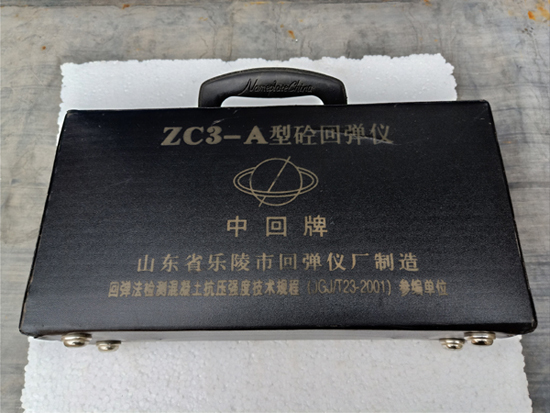 ZC3-A型砼回弹仪
中回牌
山东省乐陵市回弹仪厂制造
回弹法检测混凝土抗压强度技术规程(JGJ/T23-2001)参编单位